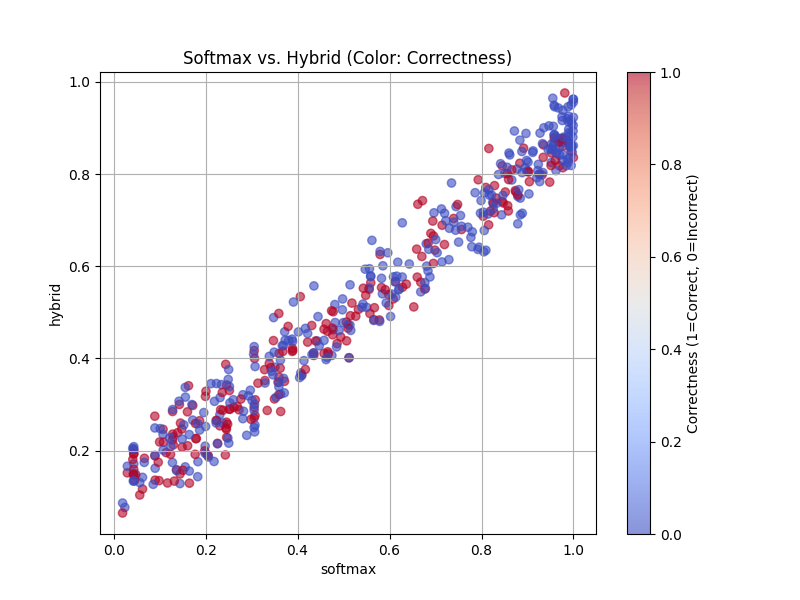 Softmax vs. Hybrid (Color: Correctness)
1.0
0.8
0.6
0.4
0.2
hybrid
0.0 0.2 0.4 0.6 0.8 1.0
softmax
1.0
0.8
0.6
0.4
0.2
0.0
Correctness (1=Correct, 0=Incorrect)